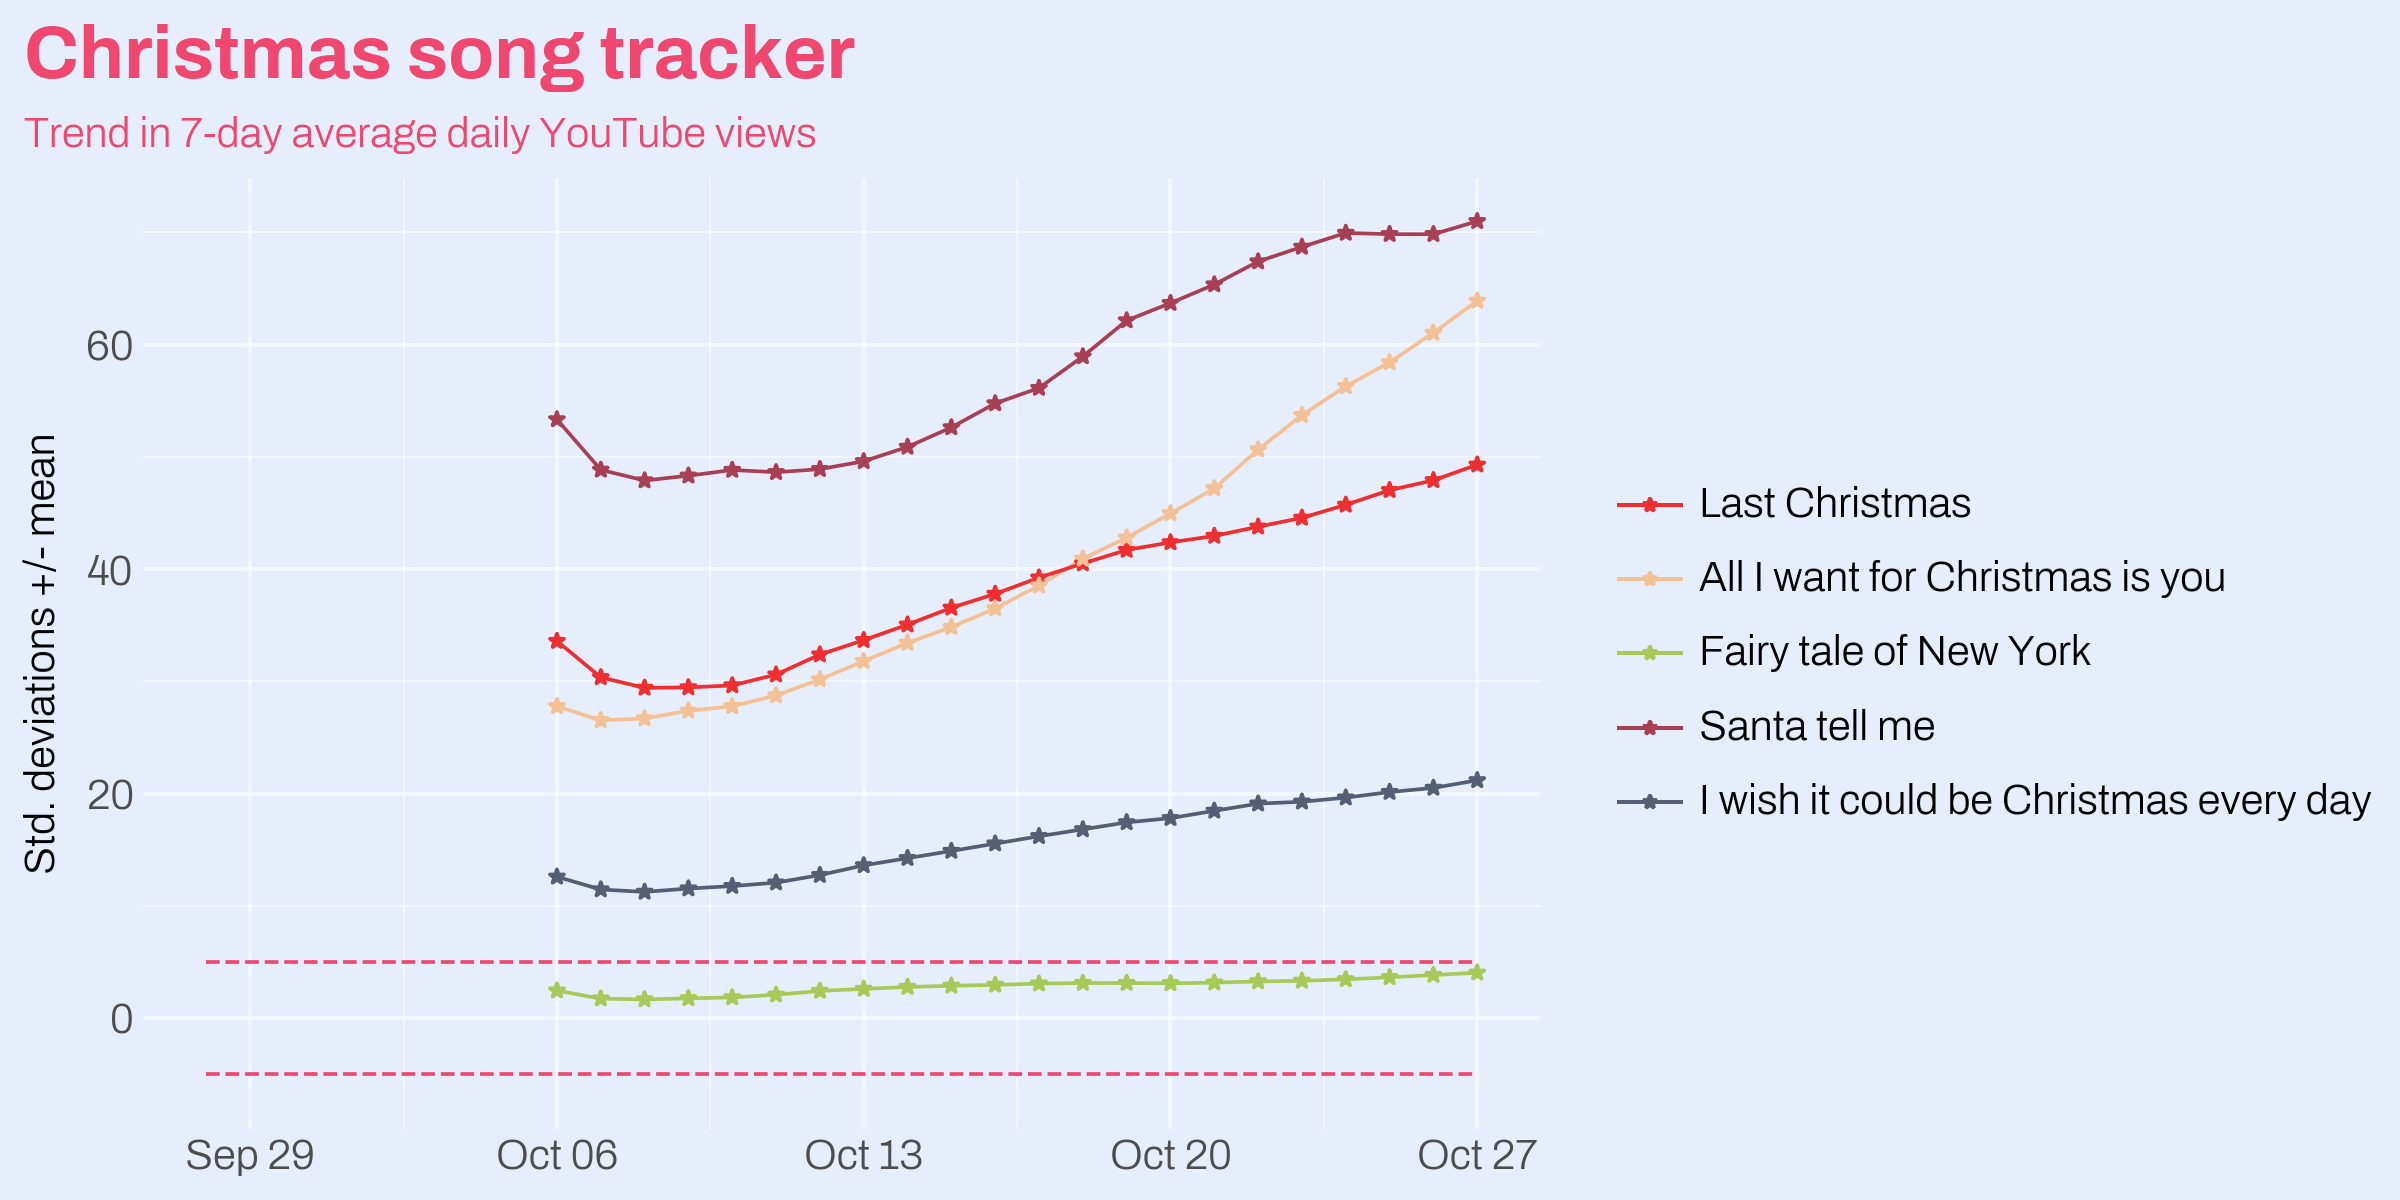 Christmas song tracker
Trend in 7-day average daily YouTube views
Std. deviations +/- mean
60
40
20
0
Sep 29
Oct 06
Oct 13
Oct 20
Oct 27
Last Christmas
All I want for Christmas is you
Fairy tale of New York
Santa tell me
I wish it could be Christmas every day